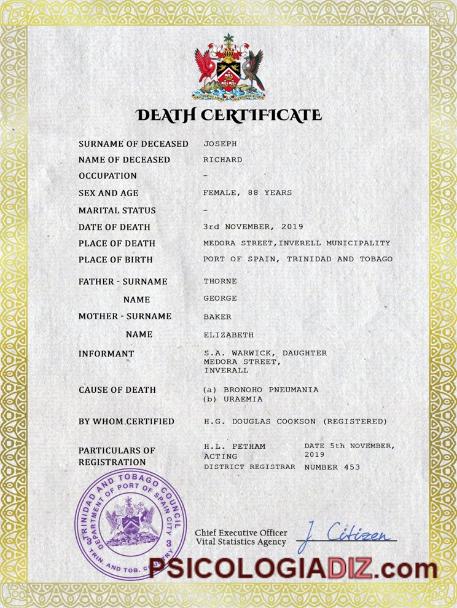 DEATH CERTIFICATE
SURNAME OF DECEASED JOSEPH
NAME OF DECEASED RICHARD
OCCUPATION –
SEX AND AGE FEMALE, 88 YEARS
MARITAL STATUS –
DATE OF DEATH 3rd NOVEMBER, 2019
PLACE OF DEATH MEDORA STREET,INVERELL MUNICIPALITY
PLACE OF BIRTH PORT OF SPAIN, TRINIDAD AND TOBAGO
FATHER - SURNAME THORNE
NAME GEORGE
MOTHER - SURNAME BAKER
NAME ELIZABETH
INFORMANT S.A. WARWICK, DAUGHTER
MEDORA STREET,
INVERALL
CAUSE OF DEATH (a) BRONOHO PNEUMANIA
(b) URAEMIA
BY WHOM CERTIFIED H.G. DOUGLAS COOKSON (REGISTERED)
PARTICULARS OF REGISTRATION H.L. PETHAM DATE 5th NOVEMBER,
ACTING 2019
DISTRICT REGISTRAR NUMBER 453
TRINIDAD AND TOBAGO COUNCIL
DEPARTMENT OF PORT OF SPAIN CITY
TRIN. AND TOB.
Chief Executive Officer
Vital Statistics Agency
J Citizen
PSICOLOGIADIZ.com